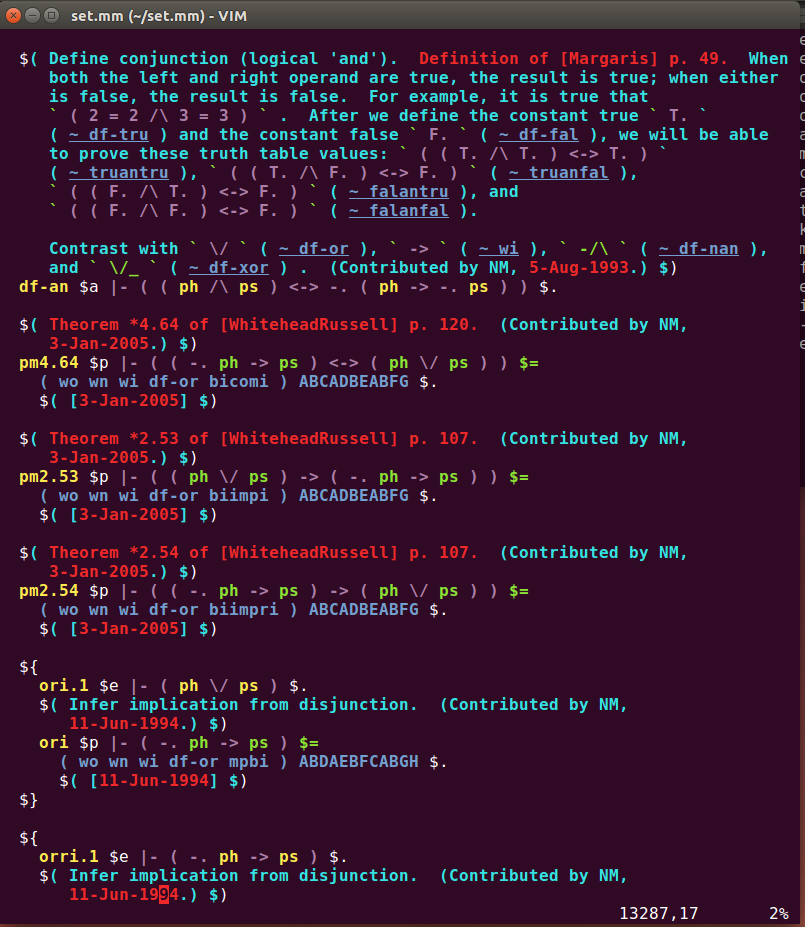 set.mm (~/set.mm) - VIM
$( Define conjunction (logical 'and').  Definition of [Margaris] p. 49.  When
both the left and right operand are true, the result is true; when either
is false, the result is false.  For example, it is true that
` ( 2 = 2 /\ 3 = 3 ) ` .  After we define the constant true ` T. `
( ~ df-tru ) and the constant false ` F. ` ( ~ df-fal ), we will be able
to prove these truth table values: ` ( ( T. /\ T. ) <-> T. ) `
( ~ truantru ), ` ( ( T. /\ F. ) <-> F. ) ` ( ~ truanfal ),
` ( ( F. /\ T. ) <-> F. ) ` ( ~ falantru ), and
` ( ( F. /\ F. ) <-> F. ) ` ( ~ falanfal ).
Contrast with ` \/ ` ( ~ df-or ), ` -> ` ( ~ wi ), ` -/\ ` ( ~ df-nan ),
and ` \/_ ` ( ~ df-xor ) .  (Contributed by NM, 5-Aug-1993.) $)
df-an $a |- ( ( ph /\ ps ) <-> -. ( ph -> -. ps ) ) $.
$( Theorem *4.64 of [WhiteheadRussell] p. 120.  (Contributed by NM,
3-Jan-2005.) $)
pm4.64 $p |- ( ( -. ph -> ps ) <-> ( ph \/ ps ) ) $=
( wo wn wi df-or bicomi ) ABCADBEABFG $.
$( [3-Jan-2005] $)
$( Theorem *2.53 of [WhiteheadRussell] p. 107.  (Contributed by NM,
3-Jan-2005.) $)
pm2.53 $p |- ( ( ph \/ ps ) -> ( -. ph -> ps ) ) $=
( wo wn wi df-or biimpi ) ABCADBEABFG $.
$( [3-Jan-2005] $)
$( Theorem *2.54 of [WhiteheadRussell] p. 107.  (Contributed by NM,
3-Jan-2005.) $)
pm2.54 $p |- ( ( -. ph -> ps ) -> ( ph \/ ps ) ) $=
( wo wn wi df-or biimpri ) ABCADBEABFG $.
$( [3-Jan-2005] $)
${
ori.1 $e |- ( ph \/ ps ) $.
$( Infer implication from disjunction.  (Contributed by NM,
11-Jun-1994.) $)
ori $p |- ( -. ph -> ps ) $=
( wo wn wi df-or mpbi ) ABDAEBFCABGH $.
$( [11-Jun-1994] $)
$}
${
orri.1 $e |- ( -. ph -> ps ) $.
$( Infer implication from disjunction.  (Contributed by NM,
11-Jun-1994.) $)
13287,17 2%